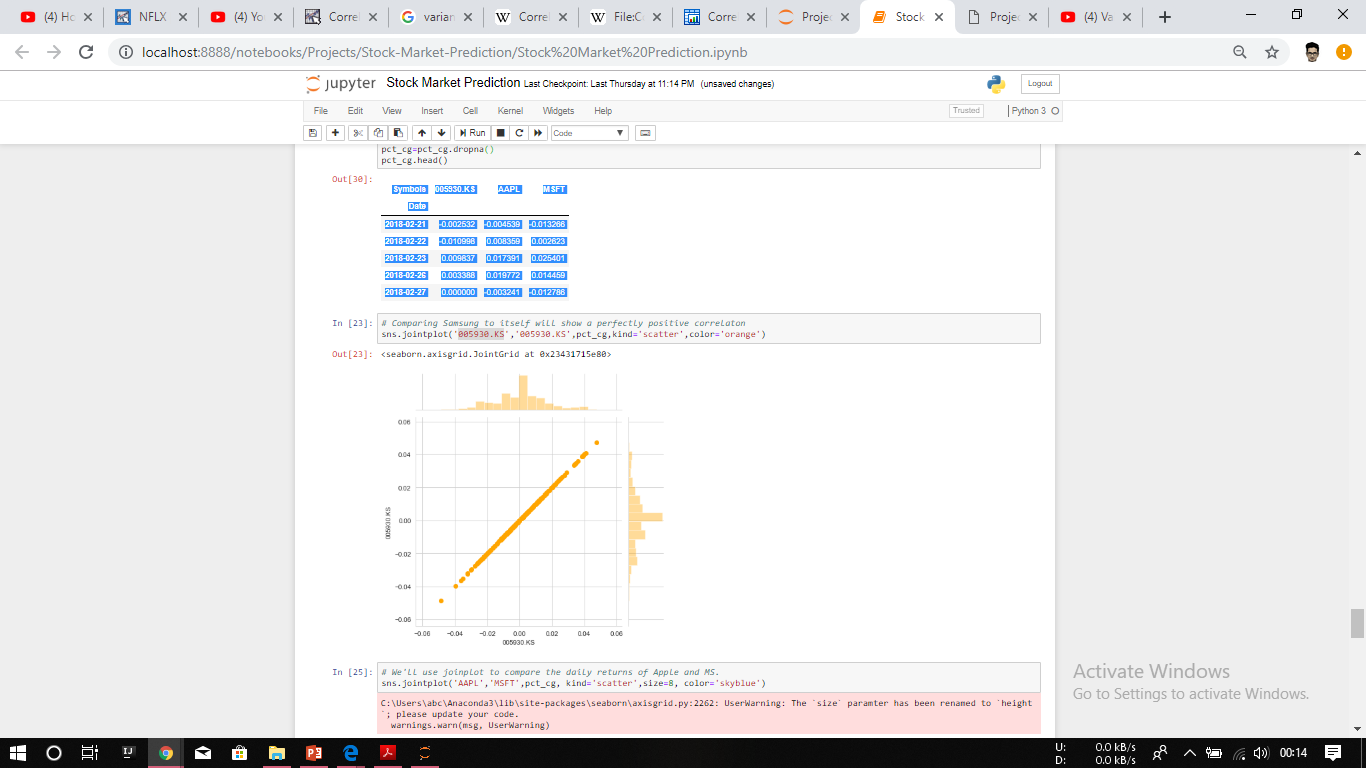 (4) Ho
NFLX
(4) Yo
Correl
varian
Correl
File:C
Corre
Projec
Stock
Projec
(4) Va
localhost:8888/notebooks/Projects/Stock-Market-Prediction/Stock%20Market%20Prediction.ipynb
jupyter Stock Market Prediction Last Checkpoint: Last Thursday at 11:14 PM (unsaved changes)
Logout
File Edit View Insert Cell Kernel Widgets Help
Trusted
Python 3
Run
Code
pct_cg=pct_cg.dropna()
pct_cg.head()
Out[30]:
Symbols 005930.KS AAPL MSFT
Date
2018-02-21 -0.002532 -0.004539 -0.013266
2018-02-22 -0.010998 0.008359 0.002623
2018-02-23 0.009837 0.017391 0.025401
2018-02-26 0.003388 0.019772 0.014459
2018-02-27 0.000000 -0.003241 -0.012786
In [23]: # Comparing Samsung to itself will show a perfectly positive correlaton
sns.jointplot('005930.KS','005930.KS',pct_cg,kind='scatter',color='orange')
Out[23]: <seaborn.axisgrid.JointGrid at 0x23431715e80>
0.06
0.04
0.02
0.00
-0.02
-0.04
-0.06
005930.KS
-0.06 -0.04 -0.02 0.00 0.02 0.04 0.06
005930.KS
In [25]: # We'll use joinplot to compare the daily returns of Apple and MS.
sns.jointplot('AAPL','MSFT',pct_cg, kind='scatter',size=8, color='skyblue')
C:\Users\abc\Anaconda3\lib\site-packages\seaborn\axisgrid.py:2262: UserWarning: The `size` paramter has been renamed to `height
`; please update your code.
warnings.warn(msg, UserWarning)
Activate Windows
Go to Settings to activate Windows.
U: 0.0 kB/s
D: 0.0 kB/s
00:14